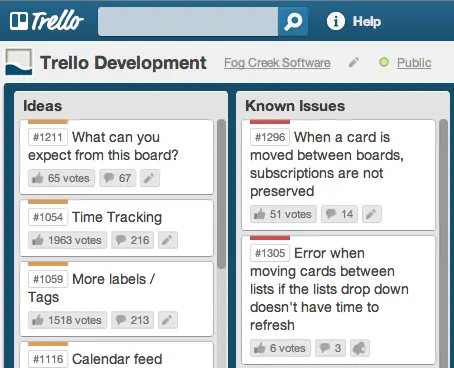 Trello
Help
Trello Development
Fog Creek Software
Public
Ideas
#1211 What can you
expect from this board?
65 votes 67
#1054 Time Tracking
1963 votes 216
#1059 More labels /
Tags
1518 votes 213
#1116 Calendar feed
Known Issues
#1296 When a card is
moved between boards,
subscriptions are not
preserved
51 votes 14
#1305 Error when
moving cards between
lists if the lists drop down
doesn't have time to
refresh
6 votes 3